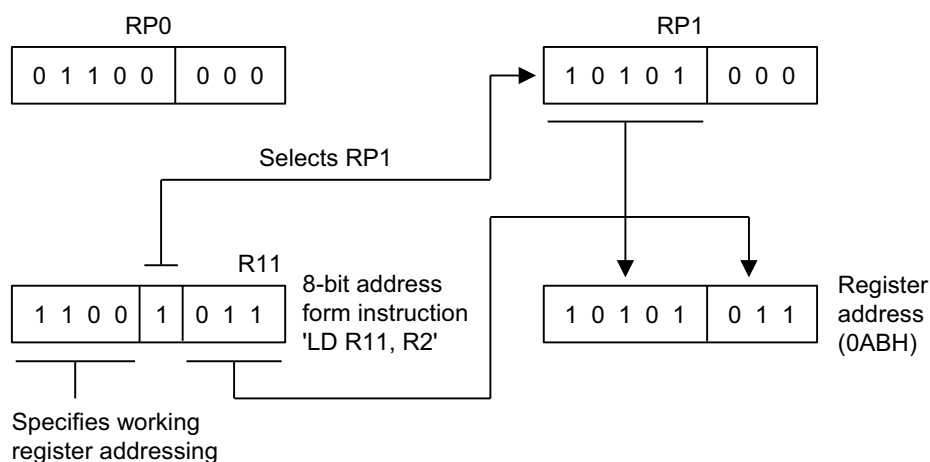 RP0
RP1
0 1 1 0 0 0 0 0
1 0 1 0 1 0 0 0
Selects RP1
R11
1 1 0 0 1 0 1 1
8-bit address
form instruction
'LD R11, R2'
1 0 1 0 1 0 1 1
Register
address
(0ABH)
Specifies working
register addressing